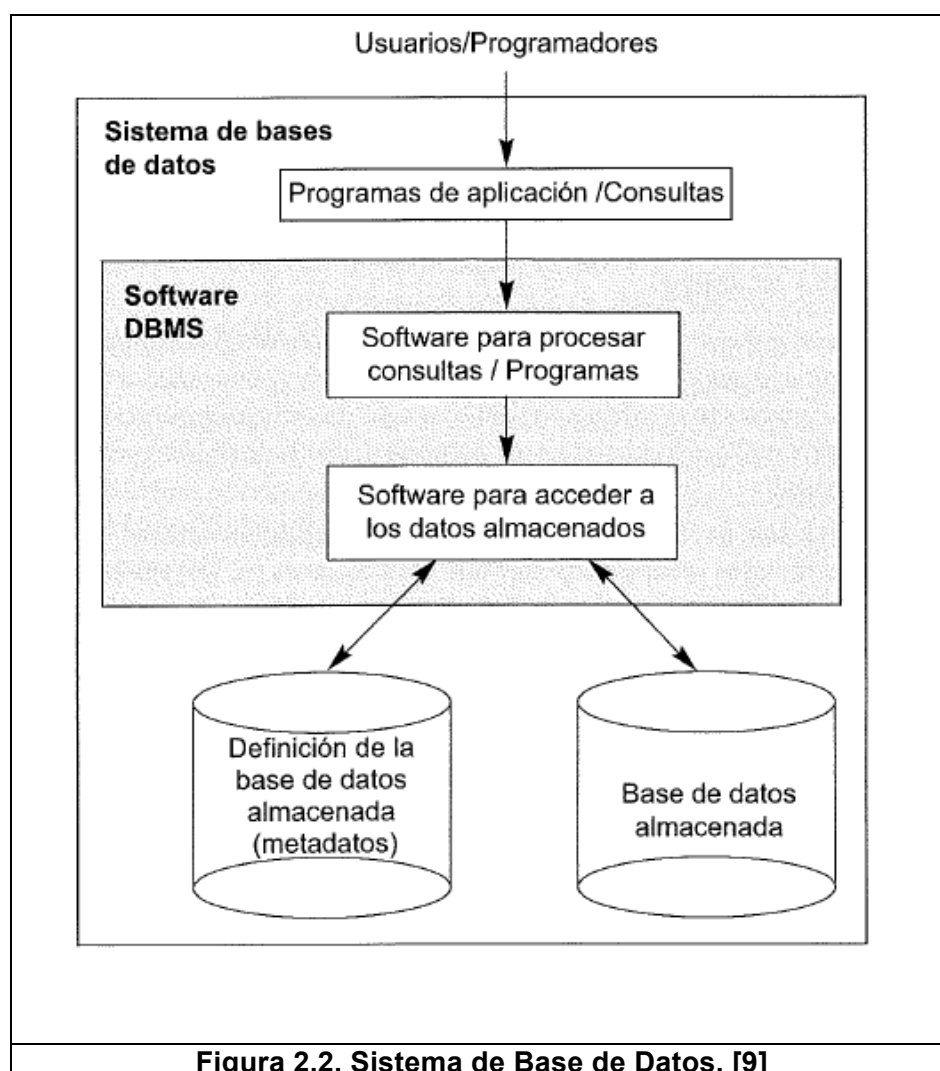 Usuarios/Programadores
Sistema de bases
de datos
Programas de aplicación /Consultas
Software
DBMS
Software para procesar
consultas / Programas
Software para acceder a
los datos almacenados
Definición de la
base de datos
almacenada
(metadatos)
Base de datos
almacenada
Figura 2.2. Sistema de Base de Datos. [9]